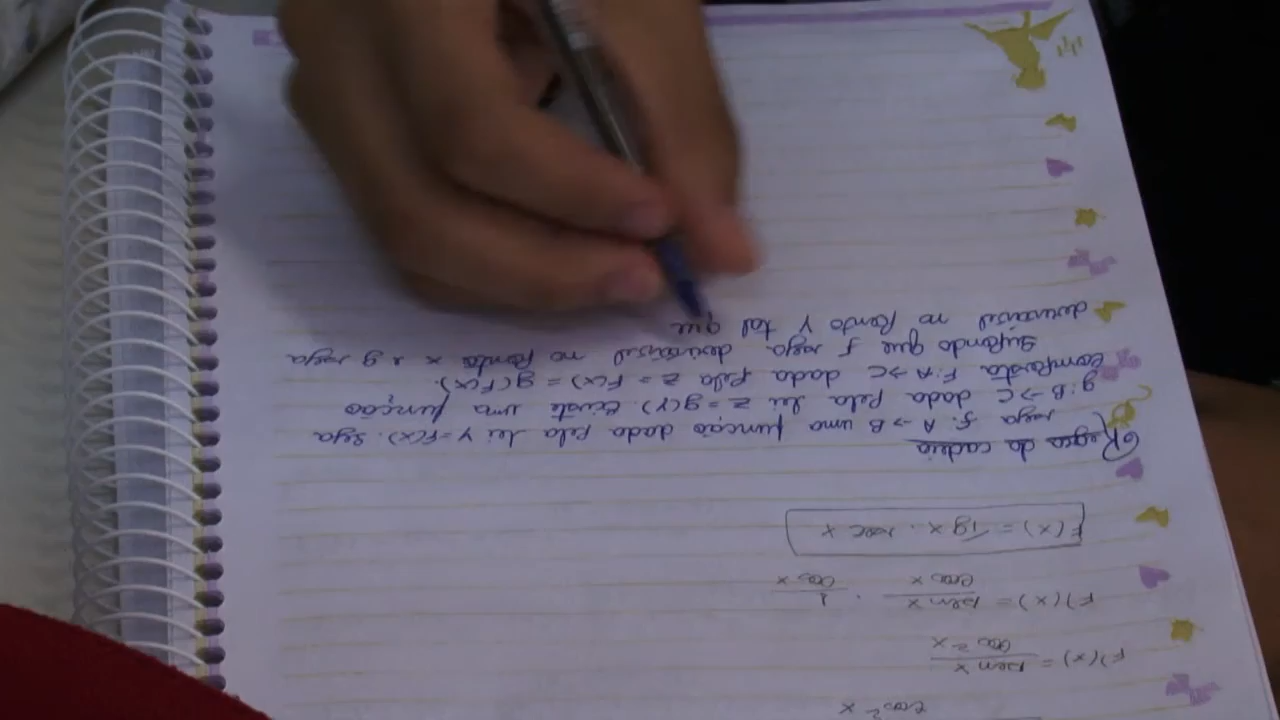 cos² x
F'(x) = sen x / cos² x
F'(x) = sen x / cos x . 1 / cos x
F'(x) = Tg x . sec x
Regra da cadeia
seja f: A → B uma função dada pela lei y = f(x). Seja
g: B → C dada pela lei z = g(Y). Existe uma função
composta F: A → C dada pela z = F(x) = g(F(x).
Supondo que f seja derivável no ponto x e g seja
derivável no ponto Y tal que